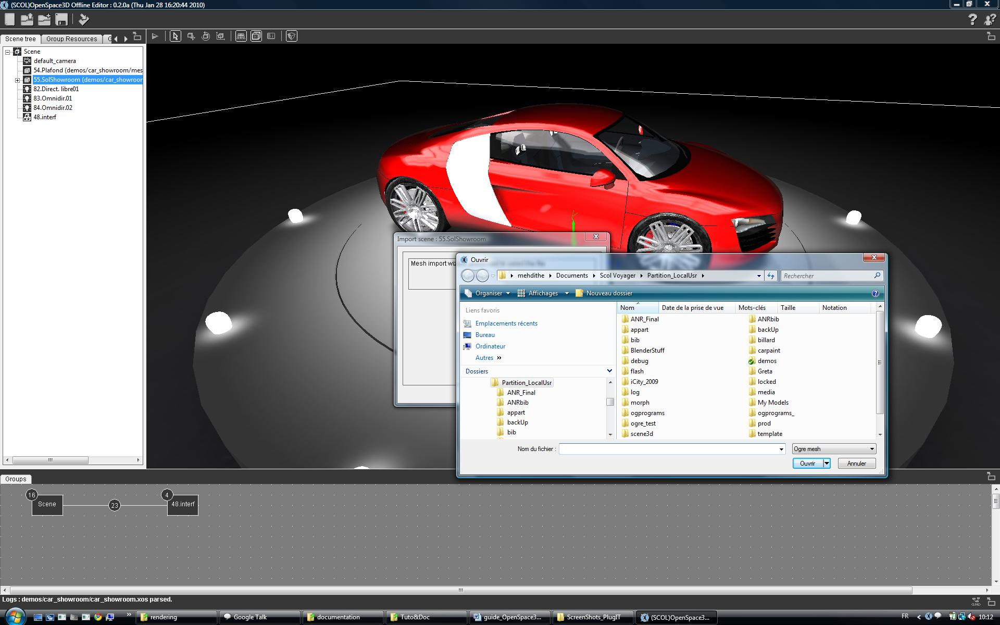 (SCOL)OpenSpace3D Offline Editor : 0.2.0a (Thu Jan 28 16:20:44 2010)
Scene tree
Group Resources
Scene
default_camera
54.Plafond (demos/car_showroom/mes
55.SolShowroom (demos/car_showroor
82.Direct. libre01
83.Omnidir.01
84.Omnidir.02
48.interf
Import scene : 55.SolShowroom
Mesh import wiz
Ouvrir
mehdithe
Documents
Scol Voyager
Partition_LocalUsr
Rechercher
Organiser
Affichages
Nouveau dossier
Liens favoris
Emplacements récents
Bureau
Ordinateur
Autres »
Dossiers
Partition_LocalUsr
ANR_Final
ANRbib
appart
backUp
bib
Nom
Date de la prise de vue
Mots-clés
Taille
Notation
ANR_Final
ANRbib
appart
backUp
bib
billard
BlenderStuff
carpaint
debug
demos
flash
Greta
iCity_2009
locked
log
media
morph
My Models
ogprograms
ogprograms_
ogre_test
prod
scene3d
template
Nom du fichier :
Ogre mesh
Ouvrir
Annuler
Groups
16
Scene
23
4
48.interf
Logs : demos/car_showroom/car_showroom.xos parsed.
rendering
Google Talk
documentation
Tuto&Doc
guide_OpenSpace3...
ScreenShots_PlugIT
(SCOL)OpenSpace3...
FR
10:12